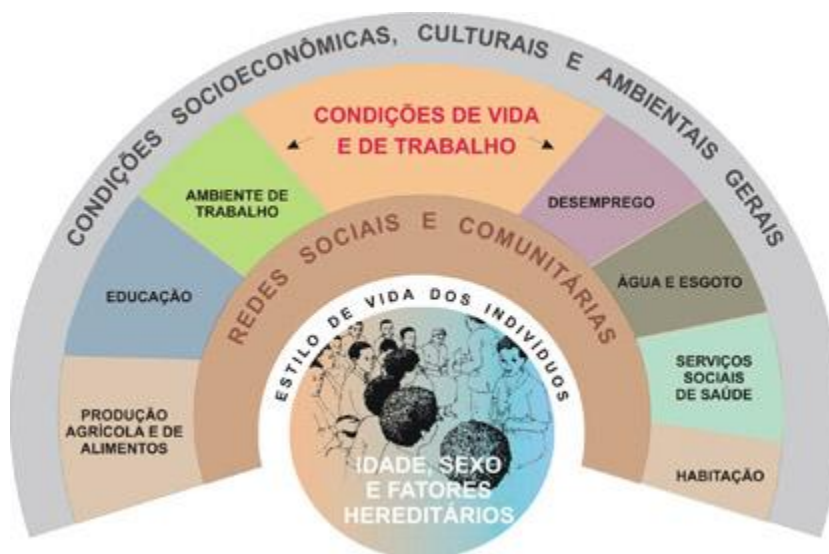 CONDIÇÕES SOCIOECONÔMICAS, CULTURAIS E AMBIENTAIS GERAIS
CONDIÇÕES DE VIDA
E DE TRABALHO
AMBIENTE DE
TRABALHO
DESEMPREGO
EDUCAÇÃO
ÁGUA E ESGOTO
PRODUÇÃO
AGRÍCOLA E DE
ALIMENTOS
SERVIÇOS
SOCIAIS
DE SAÚDE
HABITAÇÃO
REDES SOCIAIS E COMUNITÁRIAS
ESTILO DE VIDA DOS INDIVÍDUOS
IDADE, SEXO
E FATORES
HEREDITÁRIOS